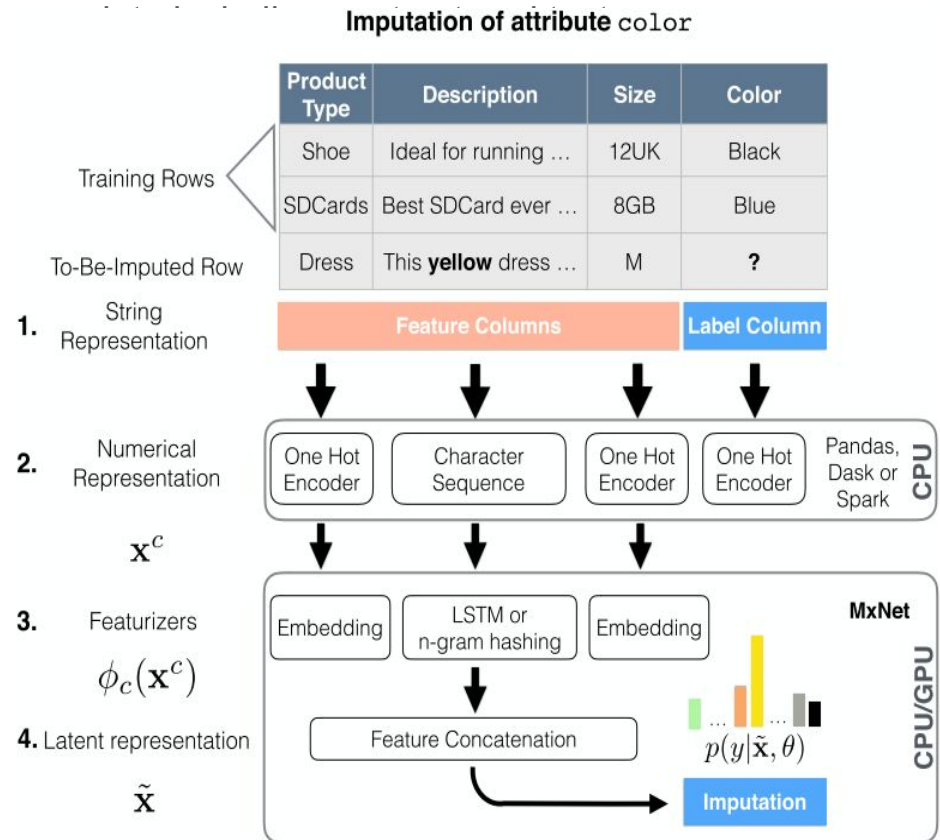 Imputation of attribute color
Product Type Description Size Color
Training Rows
Shoe Ideal for running ... 12UK Black
SDCards Best SDCard ever ... 8GB Blue
To-Be-Imputed Row Dress This yellow dress ... M ?
1. String Representation Feature Columns Label Column
2. Numerical Representation One Hot Encoder Character Sequence One Hot Encoder One Hot Encoder Pandas, Dask or Spark CPU
x^c
3. Featurizers Embedding LSTM or n-gram hashing Embedding MxNet
ϕ_c(x^c)
CPU/GPU
... ...
4. Latent representation Feature Concatenation p(y|x̃, θ)
x̃ Imputation